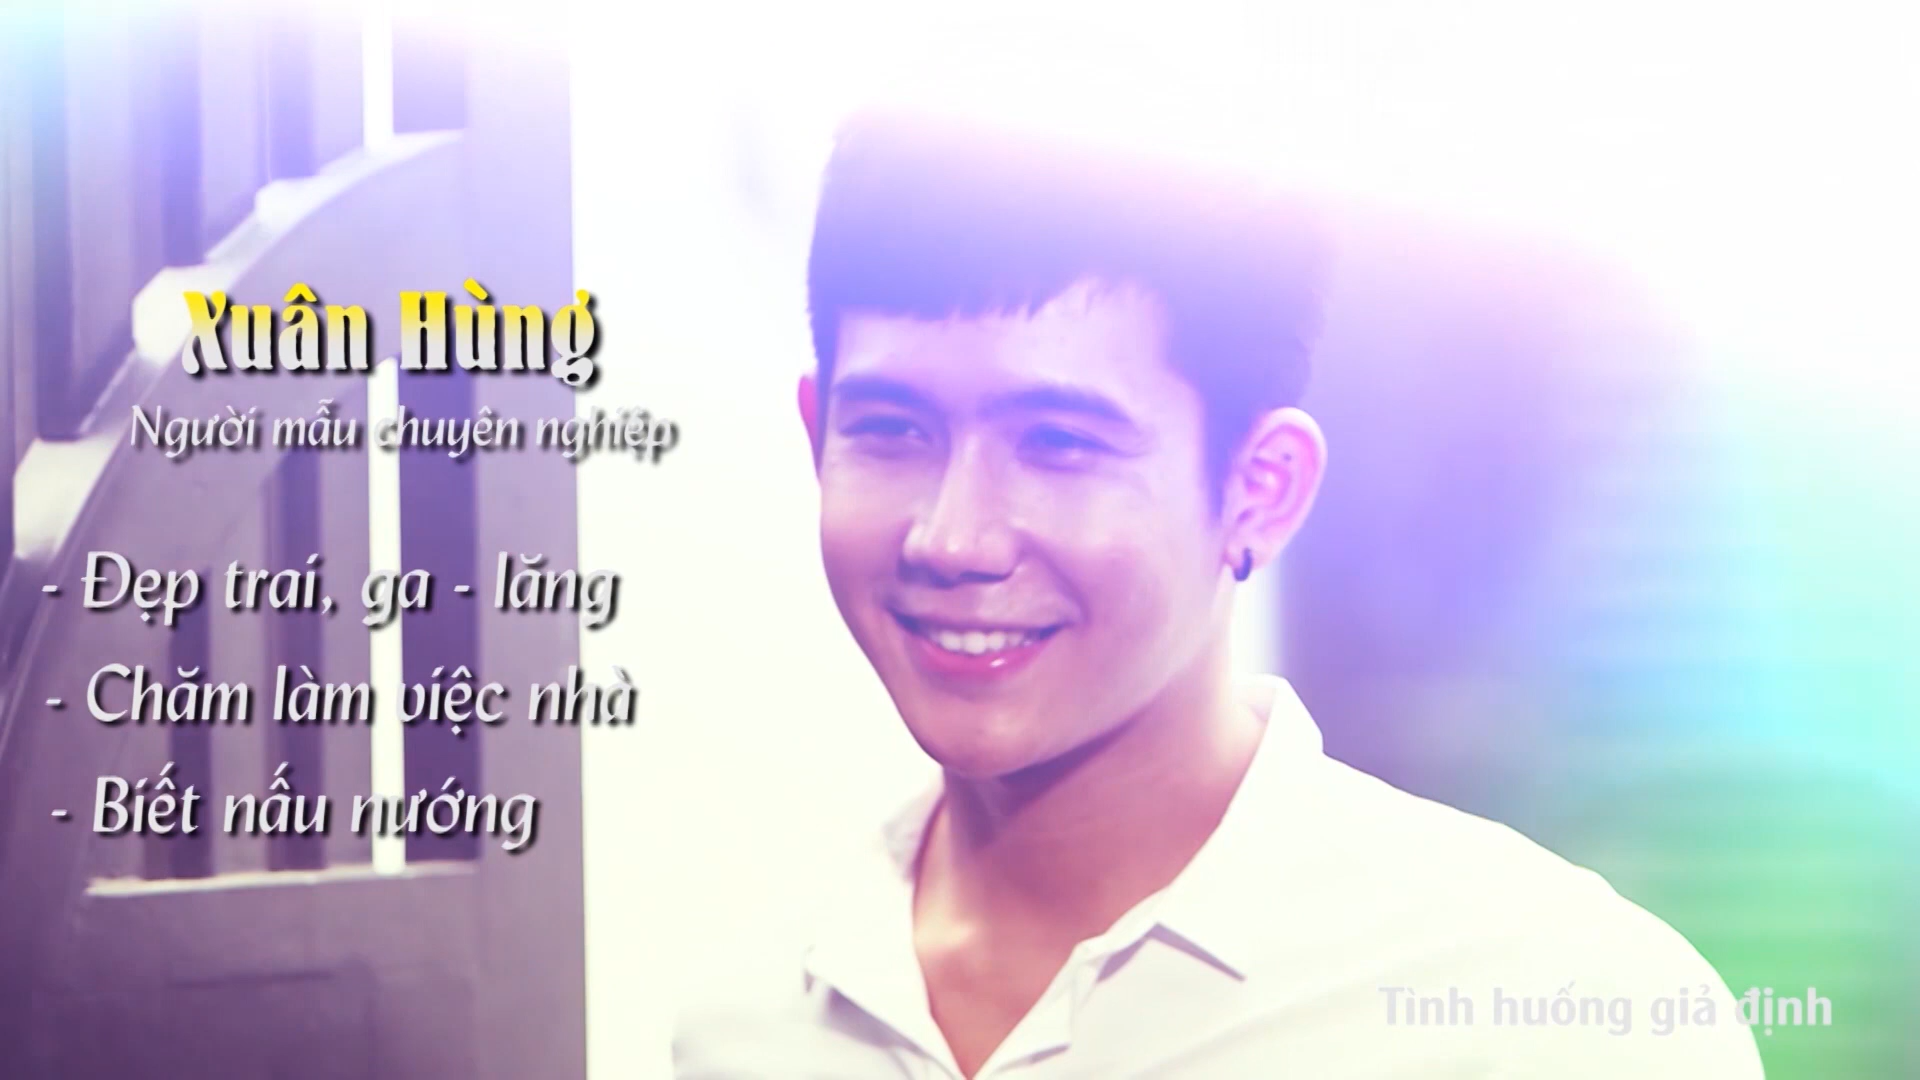 Xuân Hùng
Người mẫu chuyên nghiệp
- Đẹp trai, ga - lăng
- Chăm làm việc nhà
- Biết nấu nướng
Tình huống giả định